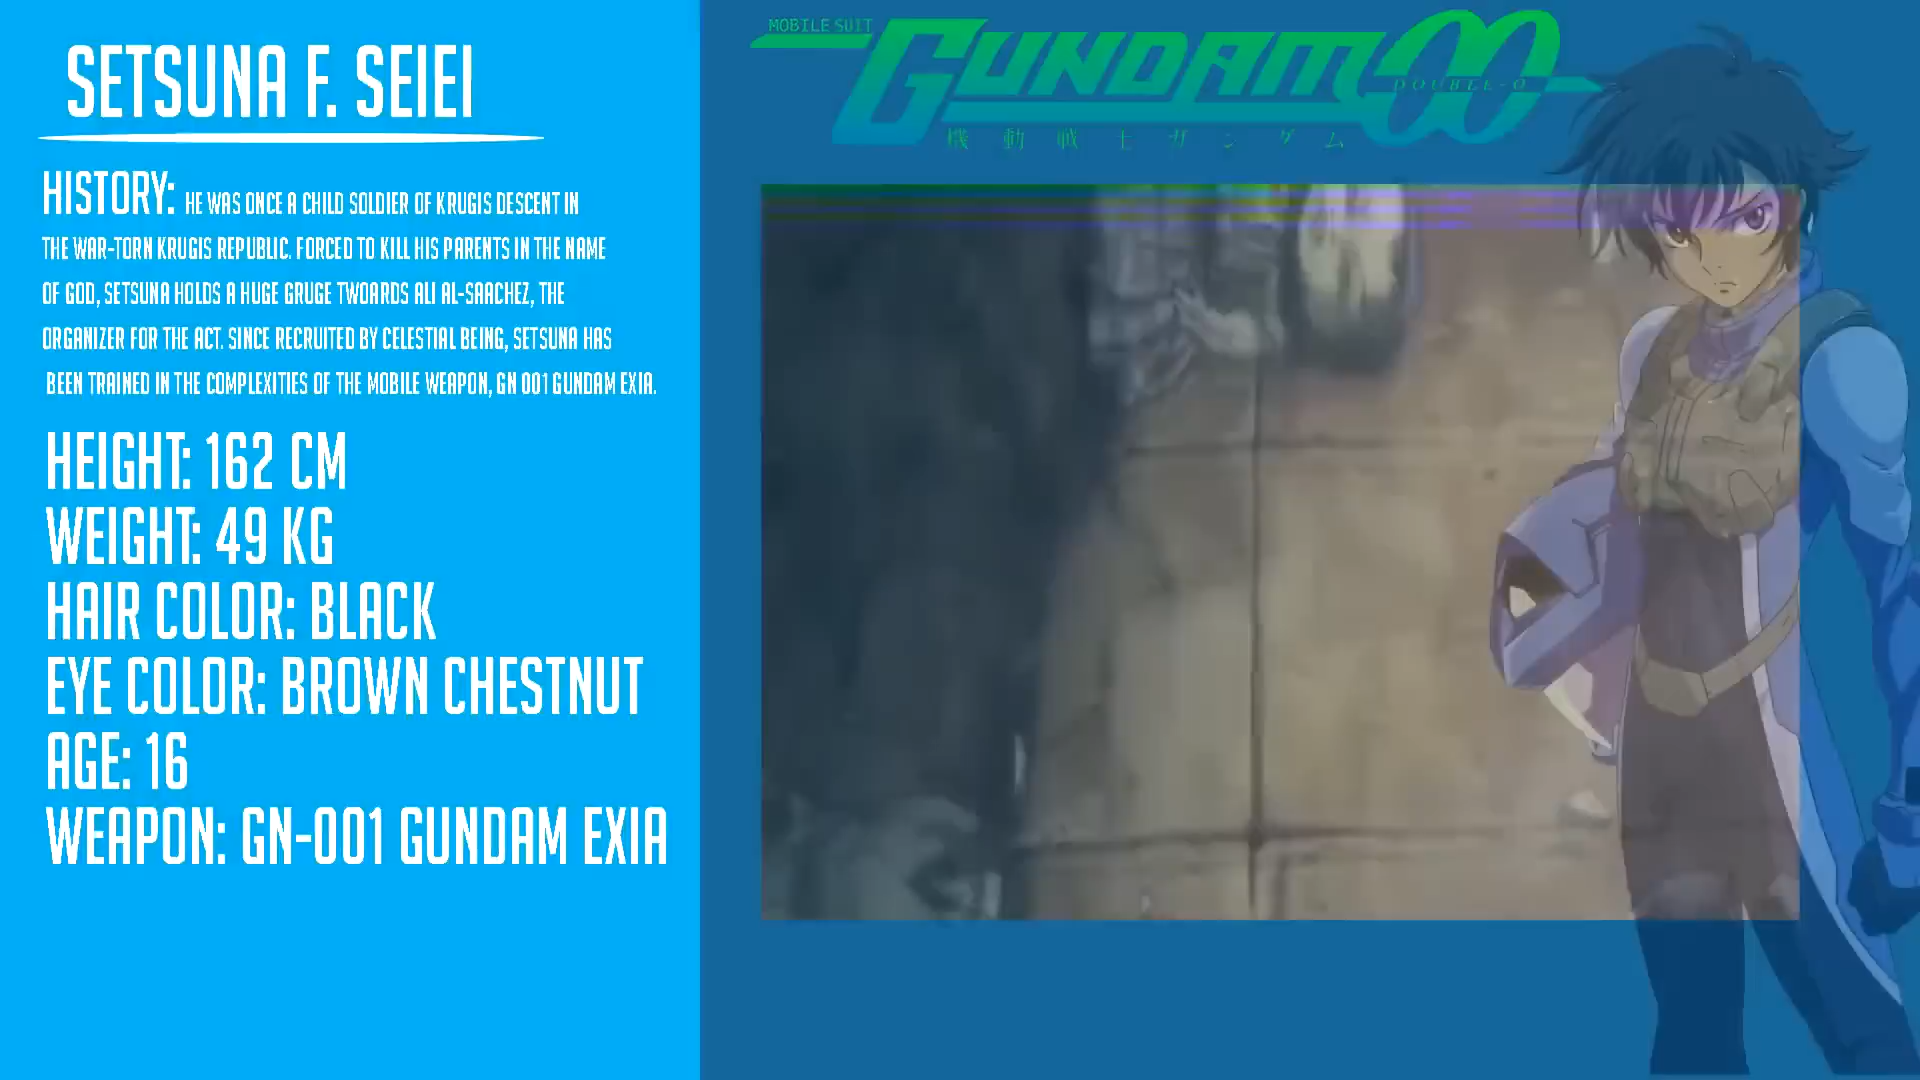 SETSUNA F. SEIEI
HISTORY: HE WAS ONCE A CHILD SOLDIER OF KRUGIS DESCENT IN
THE WAR-TORN KRUGIS REPUBLIC. FORCED TO KILL HIS PARENTS IN THE NAME
OF GOD, SETSUNA HOLDS A HUGE GRUGE TWOARDS ALI AL-SAACHEZ, THE
ORGANIZER FOR THE ACT. SINCE RECRUITED BY CELESTIAL BEING, SETSUNA HAS
BEEN TRAINED IN THE COMPLEXITIES OF THE MOBILE WEAPON, GN 001 GUNDAM EXIA.
HEIGHT: 162 CM
WEIGHT: 49 KG
HAIR COLOR: BLACK
EYE COLOR: BROWN CHESTNUT
AGE: 16
WEAPON: GN-001 GUNDAM EXIA
MOBILE SUIT
GUNDAM 00
DOUBLE-O
機動戦士ガンダム